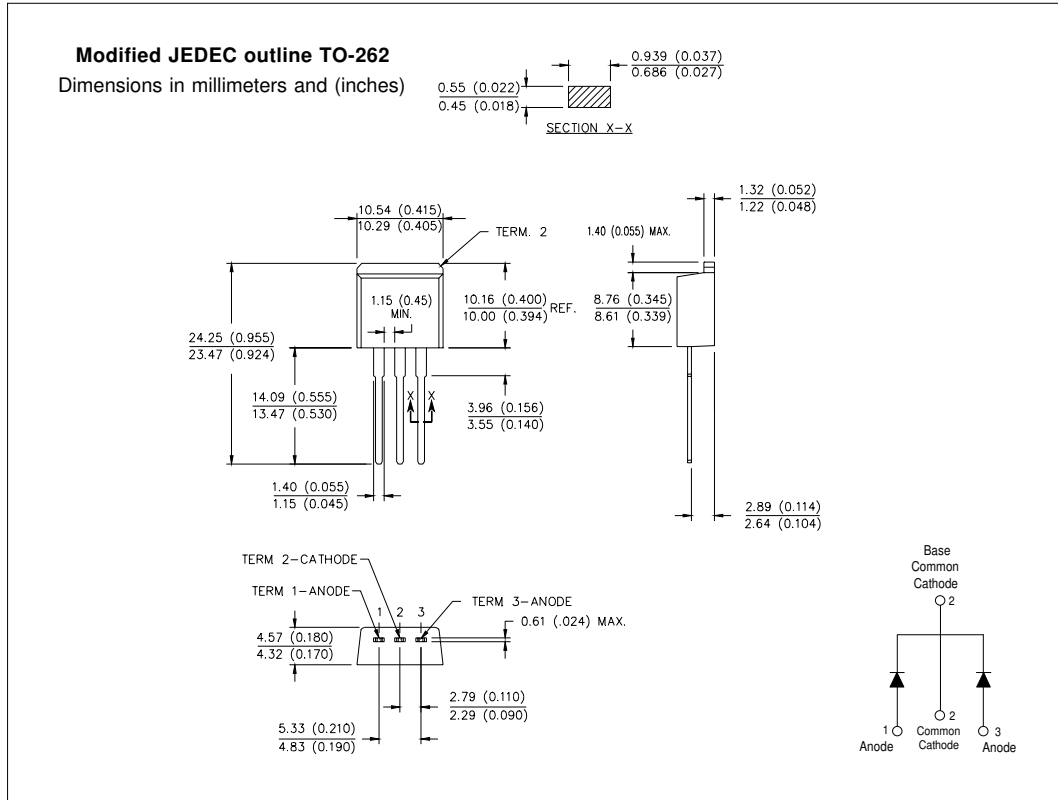 Modified JEDEC outline TO-262
Dimensions in millimeters and (inches)
0.939 (0.037)
0.686 (0.027)
0.55 (0.022)
0.45 (0.018)
SECTION X-X
10.54 (0.415)
10.29 (0.405)
TERM. 2
1.32 (0.052)
1.22 (0.048)
1.40 (0.055) MAX.
1.15 (0.45)
MIN.
10.16 (0.400)
10.00 (0.394)
REF.
8.76 (0.345)
8.61 (0.339)
24.25 (0.955)
23.47 (0.924)
14.09 (0.555)
13.47 (0.530)
X X
3.96 (0.156)
3.55 (0.140)
1.40 (0.055)
1.15 (0.045)
2.89 (0.114)
2.64 (0.104)
TERM 2-CATHODE
TERM 1-ANODE
1 2 3
TERM 3-ANODE
0.61 (.024) MAX.
4.57 (0.180)
4.32 (0.170)
2.79 (0.110)
2.29 (0.090)
5.33 (0.210)
4.83 (0.190)
Base
Common
Cathode
2
2
1
Anode
Common
Cathode
3
Anode